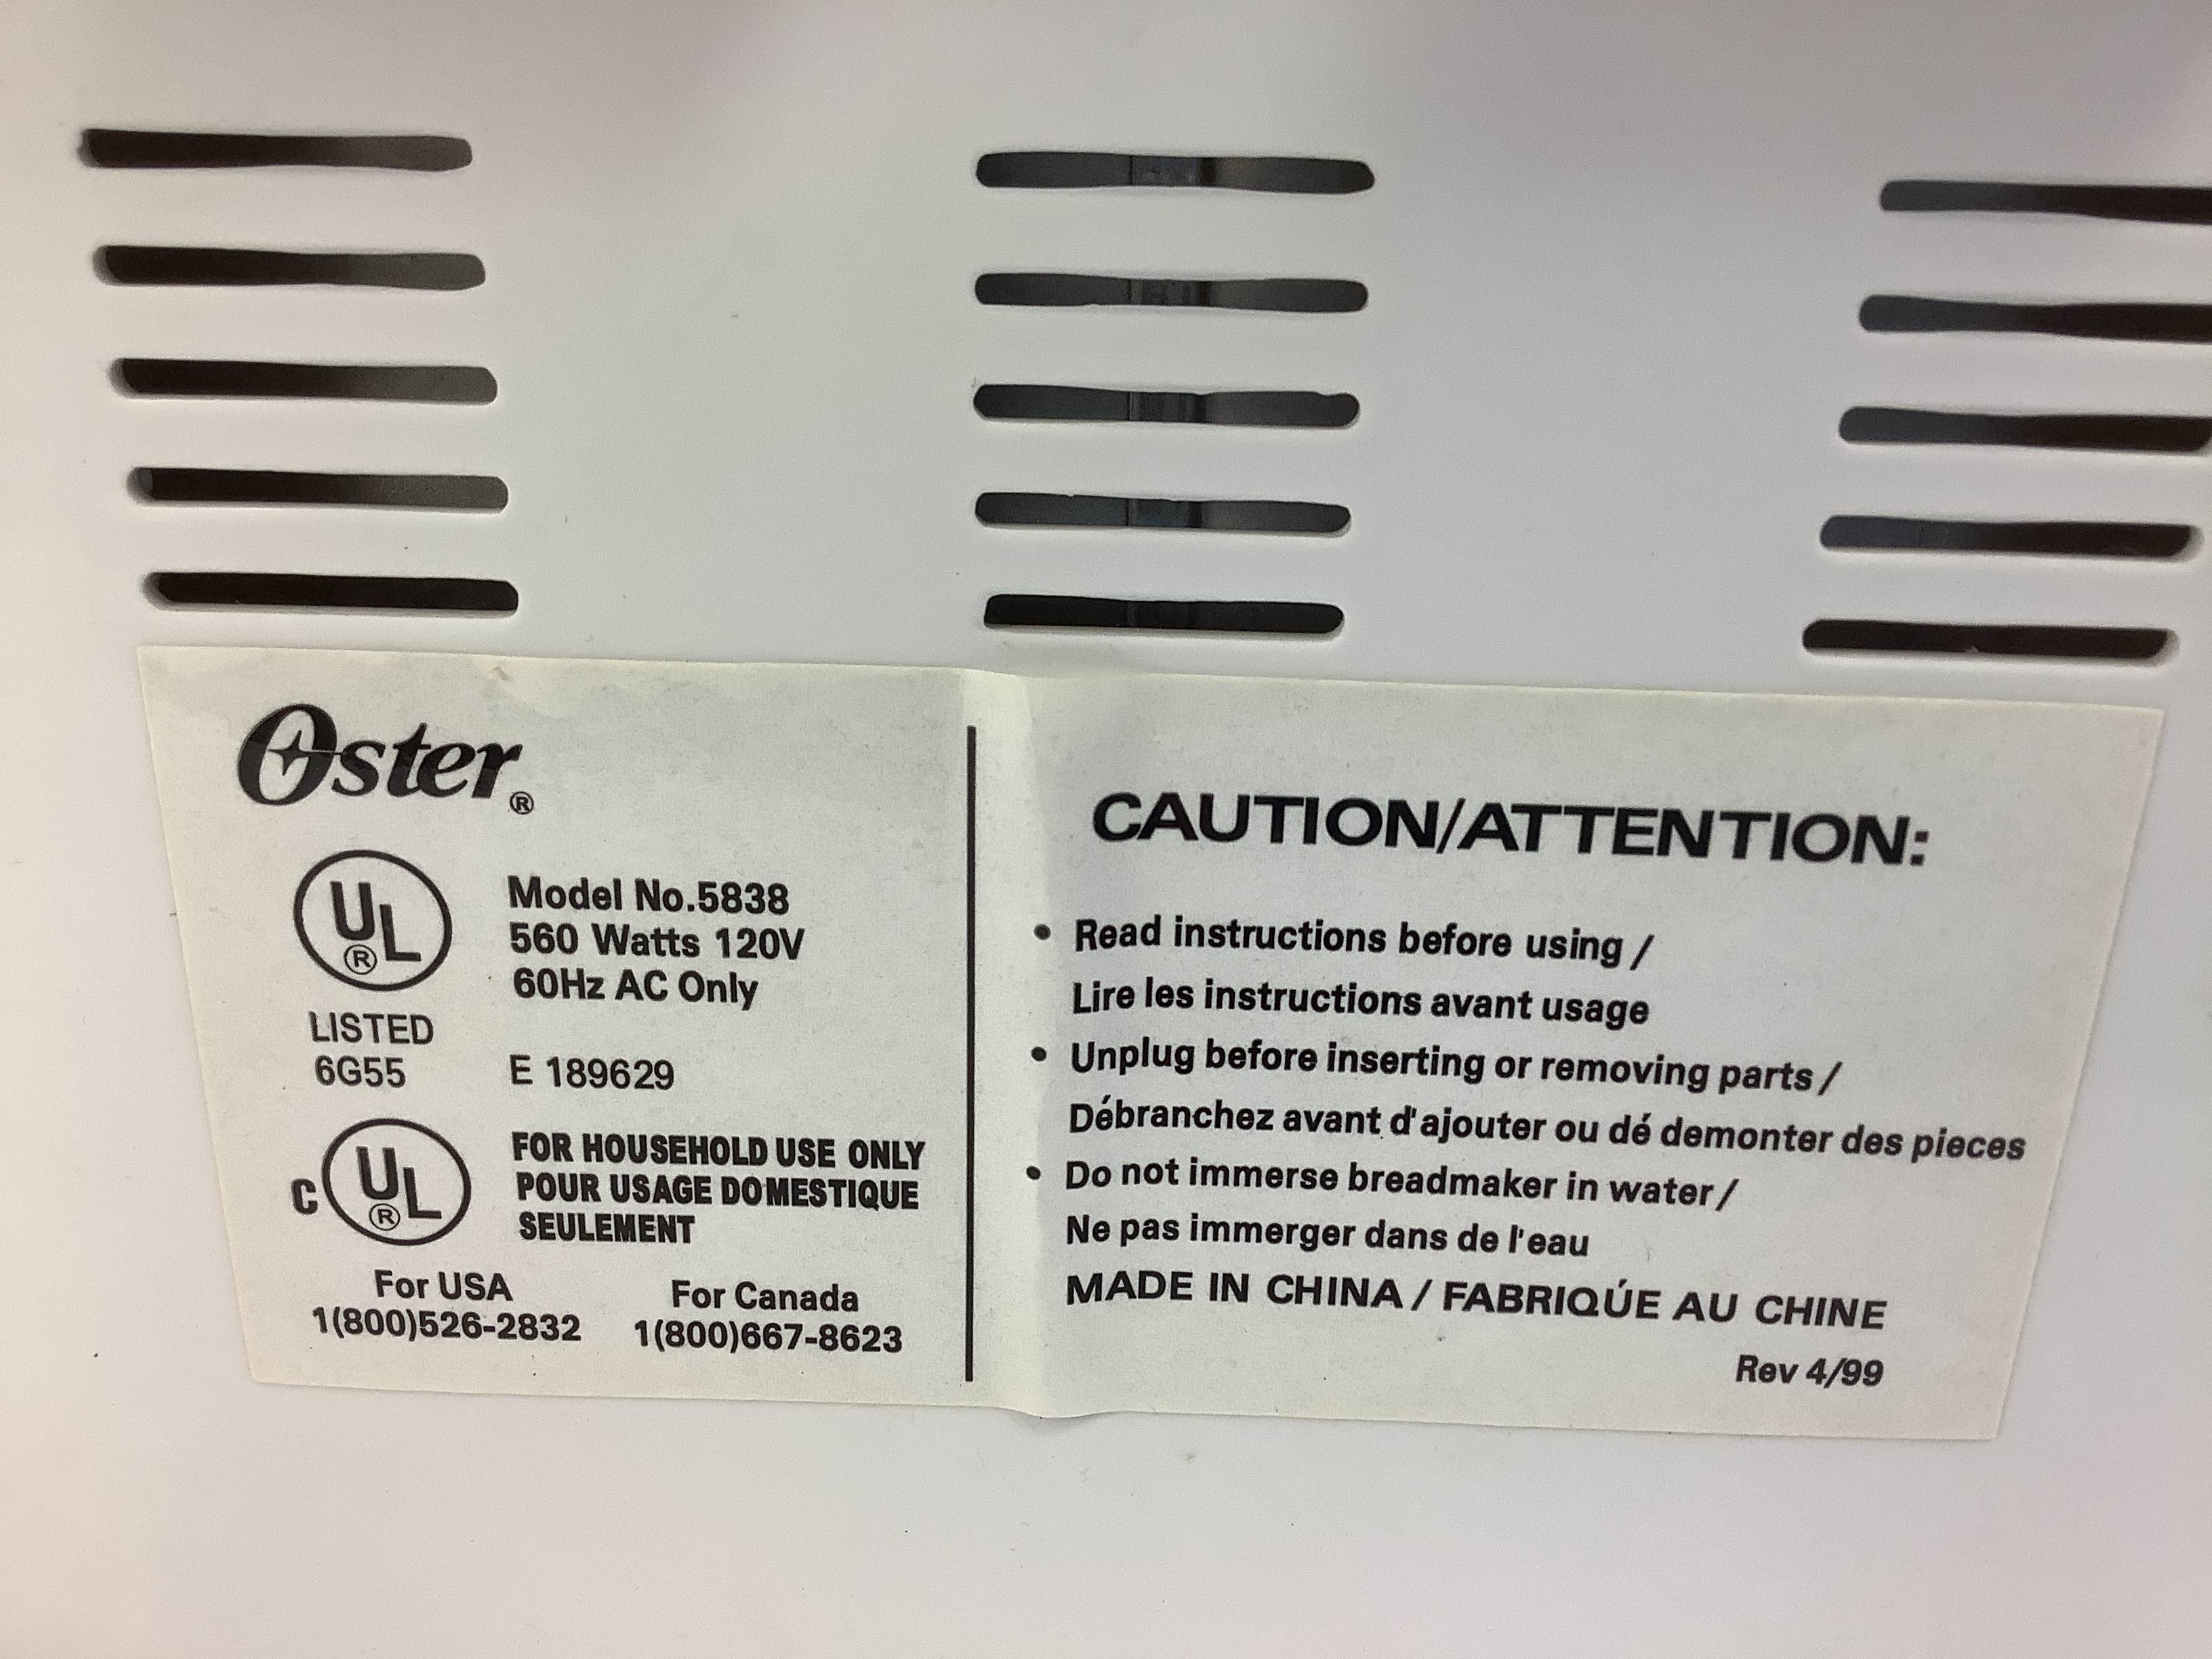 Oster®
UL®
LISTED
6G55
Model No.5838
560 Watts 120V
60Hz AC Only
E 189629
C UL®
FOR HOUSEHOLD USE ONLY
POUR USAGE DOMESTIQUE
SEULEMENT
For USA
1(800)526-2832
For Canada
1(800)667-8623
CAUTION/ATTENTION:
• Read instructions before using /
Lire les instructions avant usage
• Unplug before inserting or removing parts /
Débranchez avant d'ajouter ou dé demonter des pieces
• Do not immerse breadmaker in water /
Ne pas immerger dans de l'eau
MADE IN CHINA / FABRIQÚE AU CHINE
Rev 4/99